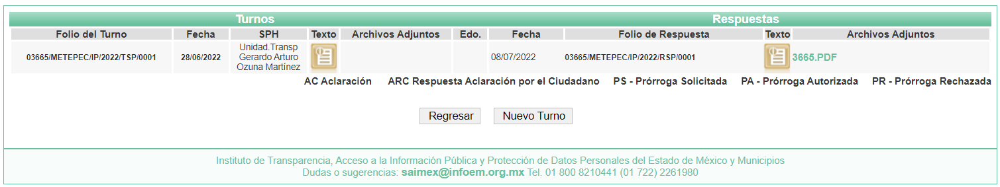 Turnos Respuestas
Folio del Turno Fecha SPH Texto Archivos Adjuntos Edo. Fecha Folio de Respuesta Texto Archivos Adjuntos
03665/METEPEC/IP/2022/TSP/0001 28/06/2022 Unidad.Transp
Gerardo Arturo
Ozuna Martínez
08/07/2022 03665/METEPEC/IP/2022/RSP/0001 3665.PDF
AC Aclaración ARC Respuesta Aclaración por el Ciudadano PS - Prórroga Solicitada PA - Prórroga Autorizada PR - Prórroga Rechazada
Regresar Nuevo Turno
Instituto de Transparencia, Acceso a la Información Pública y Protección de Datos Personales del Estado de México y Municipios
Dudas o sugerencias: saimex@infoem.org.mx Tel. 01 800 8210441 (01 722) 2261980